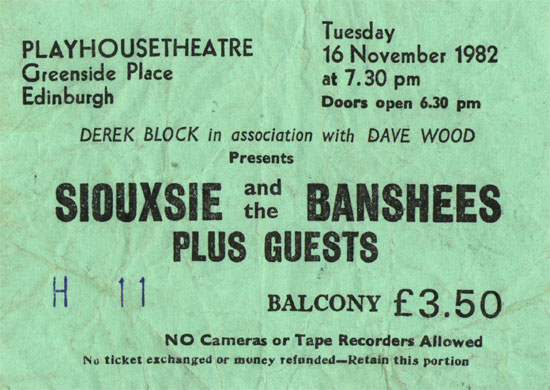 PLAYHOUSETHEATRE
Greenside Place
Edinburgh
Tuesday
16 November 1982
at 7.30 pm
Doors open 6.30 pm
DEREK BLOCK in association with DAVE WOOD
Presents
SIOUXSIE and the BANSHEES
PLUS GUESTS
H 11
BALCONY £3.50
NO Cameras or Tape Recorders Allowed
No ticket exchanged or money refunded—Retain this portion